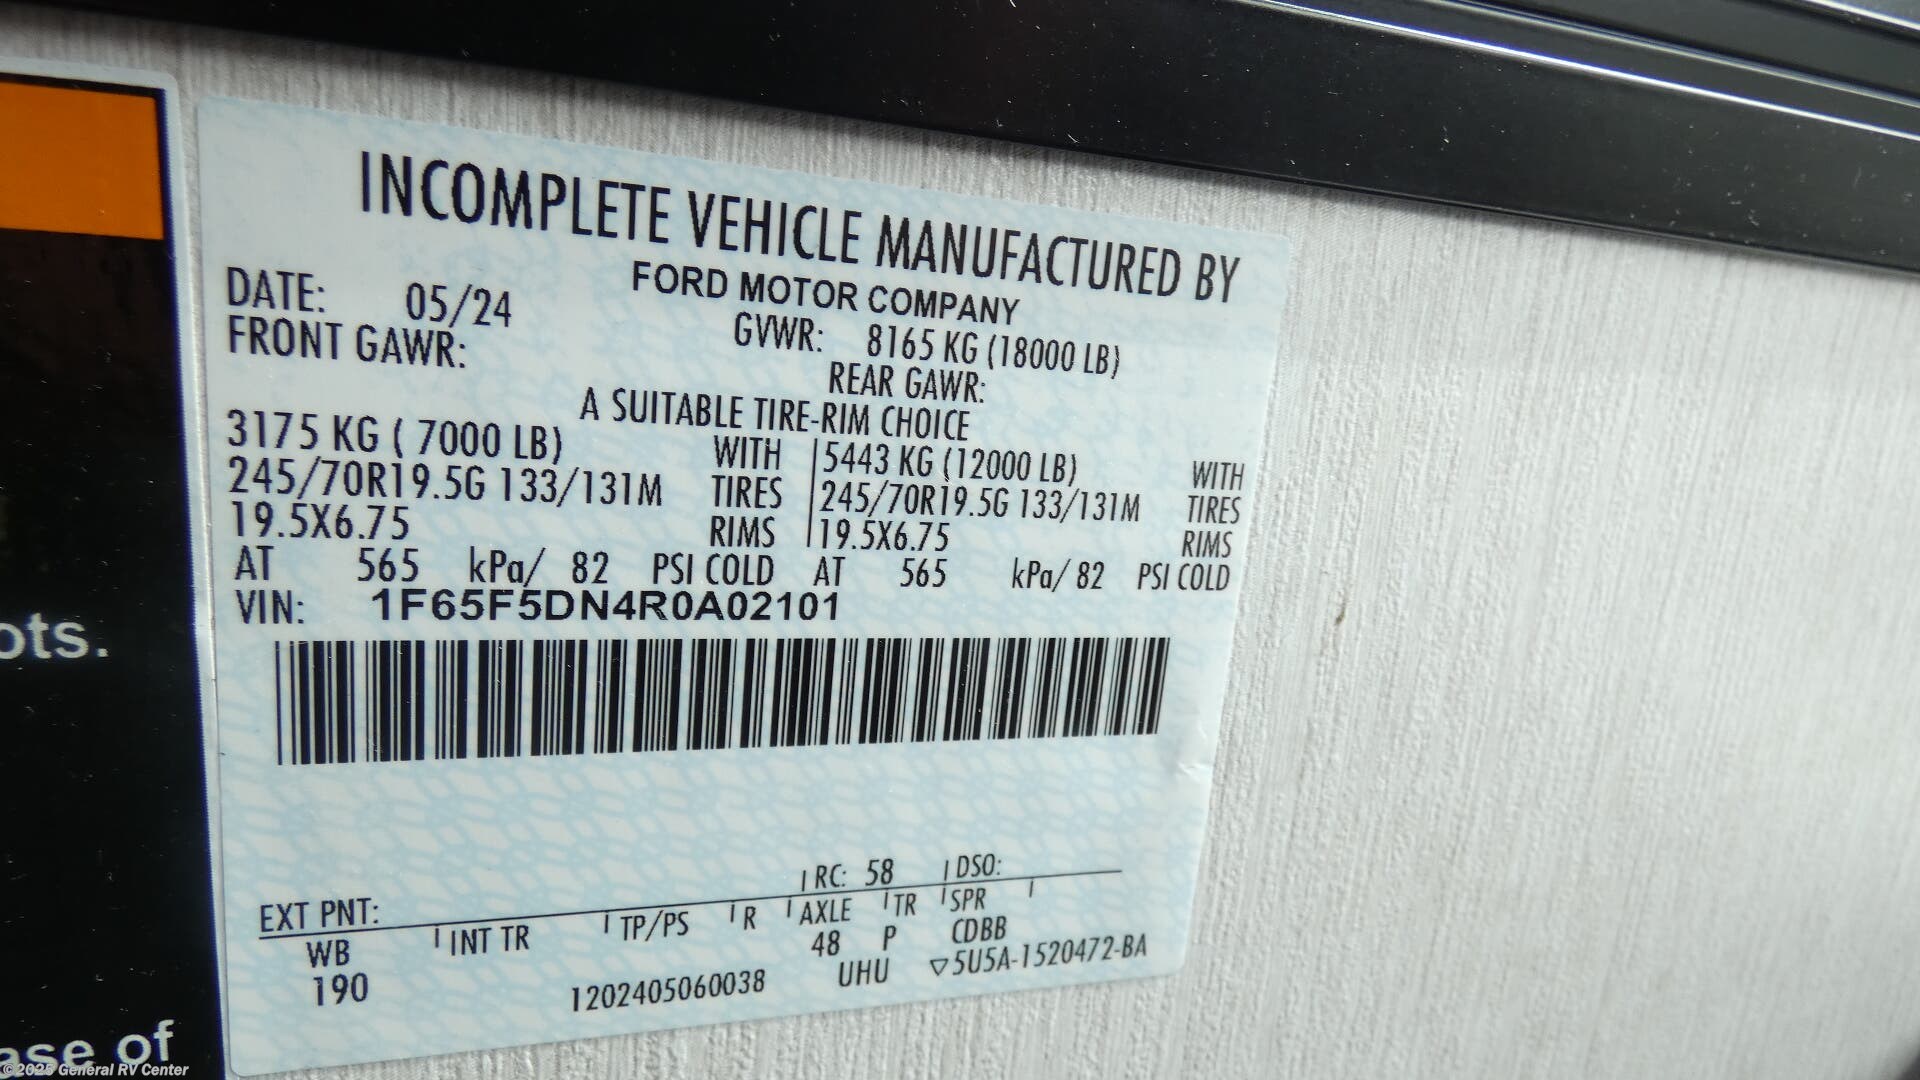 INCOMPLETE VEHICLE MANUFACTURED BY
FORD MOTOR COMPANY
DATE: 05/24
GVWR: 8165 KG (18000 LB)
FRONT GAWR:
REAR GAWR:
A SUITABLE TIRE-RIM CHOICE
3175 KG ( 7000 LB) WITH 5443 KG (12000 LB) WITH
245/70R19.5G 133/131M TIRES 245/70R19.5G 133/131M TIRES
19.5X6.75 RIMS 19.5X6.75 RIMS
AT 565 kPa/ 82 PSI COLD AT 565 kPa/ 82 PSI COLD
VIN: 1F65F5DN4R0A02101
EXT PNT: RC: 58 DSO:
WB INT TR TP/PS R AXLE TR SPR
190 48 P CDBB
1202405060038 UHU ▽5U5A-1520472-BA
ots.
ase of
©2025 General RV Center